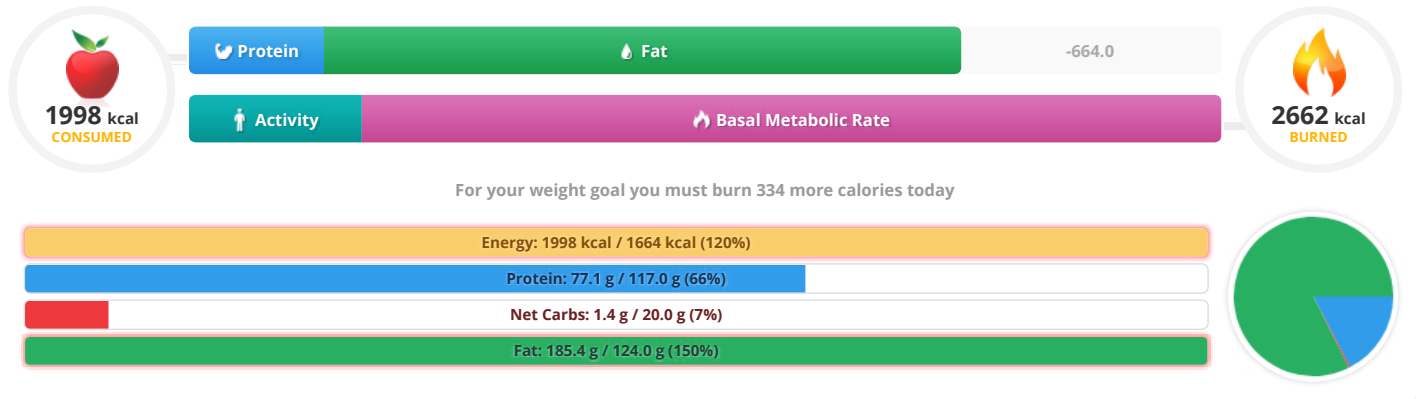 Protein
Fat
-664.0
1998 kcal
CONSUMED
Activity
Basal Metabolic Rate
2662 kcal
BURNED
For your weight goal you must burn 334 more calories today
Energy: 1998 kcal / 1664 kcal (120%)
Protein: 77.1 g / 117.0 g (66%)
Net Carbs: 1.4 g / 20.0 g (7%)
Fat: 185.4 g / 124.0 g (150%)